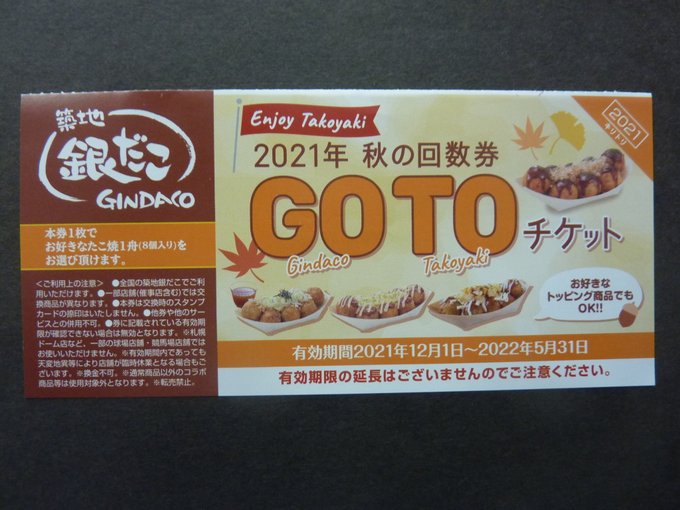 築地
銀だこ
GINDACO
本券1枚で
お好きなたこ焼1舟(8個入り)を
お選び頂けます。
<ご利用上の注意> ●全国の築地銀だこでご利
用いただけます。●一部店舗(催事店含む)では交
換商品が異なります。●本券は交換時のスタンプ
カードの捺印はいたしません。●他券や他のサー
ビスとの併用不可。●券に記載されている有効期
限が確認できない場合は無効となります。※札幌
ドーム店など、一部の球場店舗・競馬場店舗では
お使いいただけません。※有効期間内であっても
天変地異等により店舗が臨時休業となる場合もご
ざいます。※換金不可。※通常商品以外のコラボ
商品等は使用対象外となります。※転売禁止。
Enjoy Takoyaki
2021年 秋の回数券
GO TO チケット
Gindaco Takoyaki
2021
キリトリ
お好きな
トッピング商品でも
OK!!
有効期間2021年12月1日~2022年5月31日
有効期限の延長はございませんのでご注意ください。